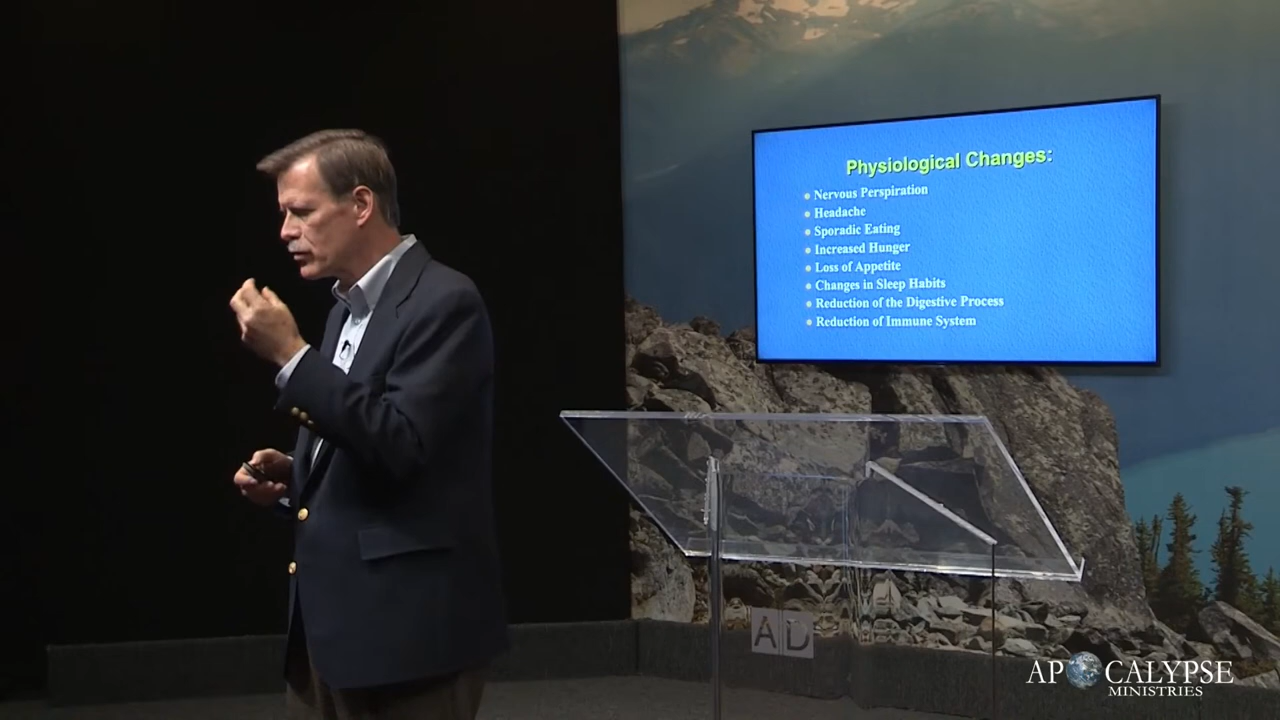 Physiological Changes:
Nervous Perspiration
Headache
Sporadic Eating
Increased Hunger
Loss of Appetite
Changes in Sleep Habits
Reduction of the Digestive Process
Reduction of Immune System
AD
APOCALYPSE
MINISTRIES